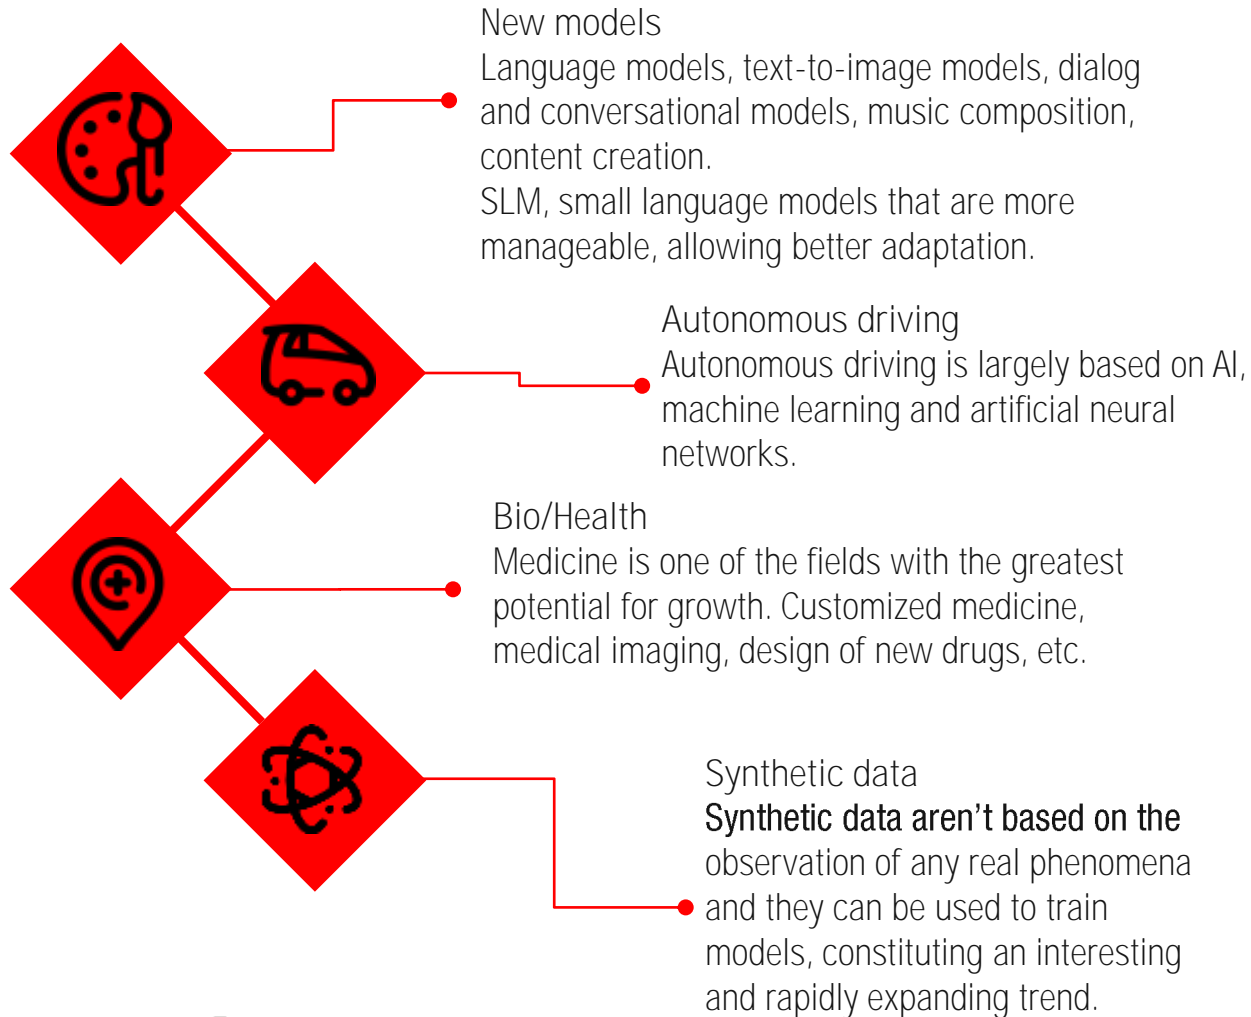 New models
Language models, text-to-image models, dialog
and conversational models, music composition,
content creation.
SLM, small language models that are more
manageable, allowing better adaptation.
Autonomous driving
Autonomous driving is largely based on AI,
machine learning and artificial neural
networks.
Bio/Health
Medicine is one of the fields with the greatest
potential for growth. Customized medicine,
medical imaging, design of new drugs, etc.
Synthetic data
Synthetic data aren’t based on the
observation of any real phenomena
and they can be used to train
models, constituting an interesting
and rapidly expanding trend.